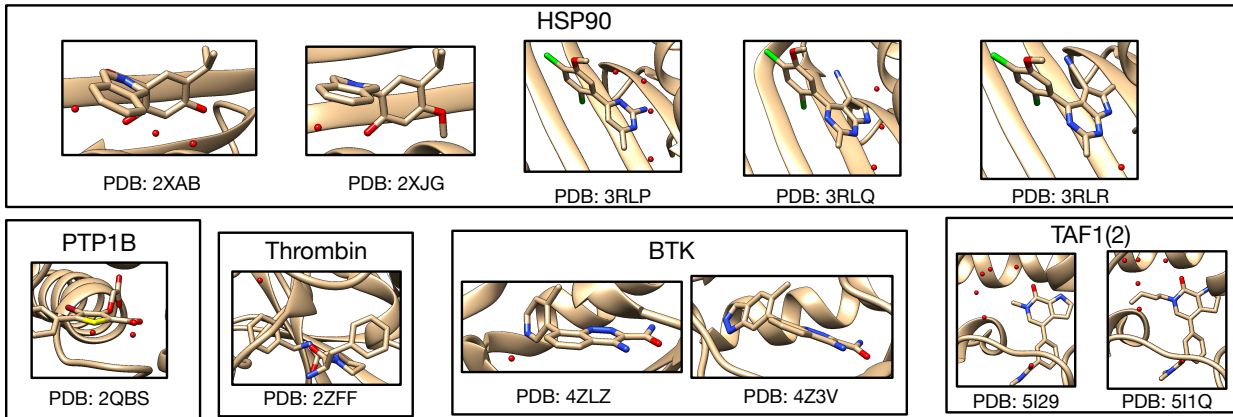 HSP90
PDB: 2XAB
PDB: 2XJG
PDB: 3RLP
PDB: 3RLQ
PDB: 3RLR
PTP1B
PDB: 2QBS
Thrombin
PDB: 2ZFF
BTK
PDB: 4ZLZ
PDB: 4Z3V
TAF1(2)
PDB: 5I29
PDB: 5I1Q